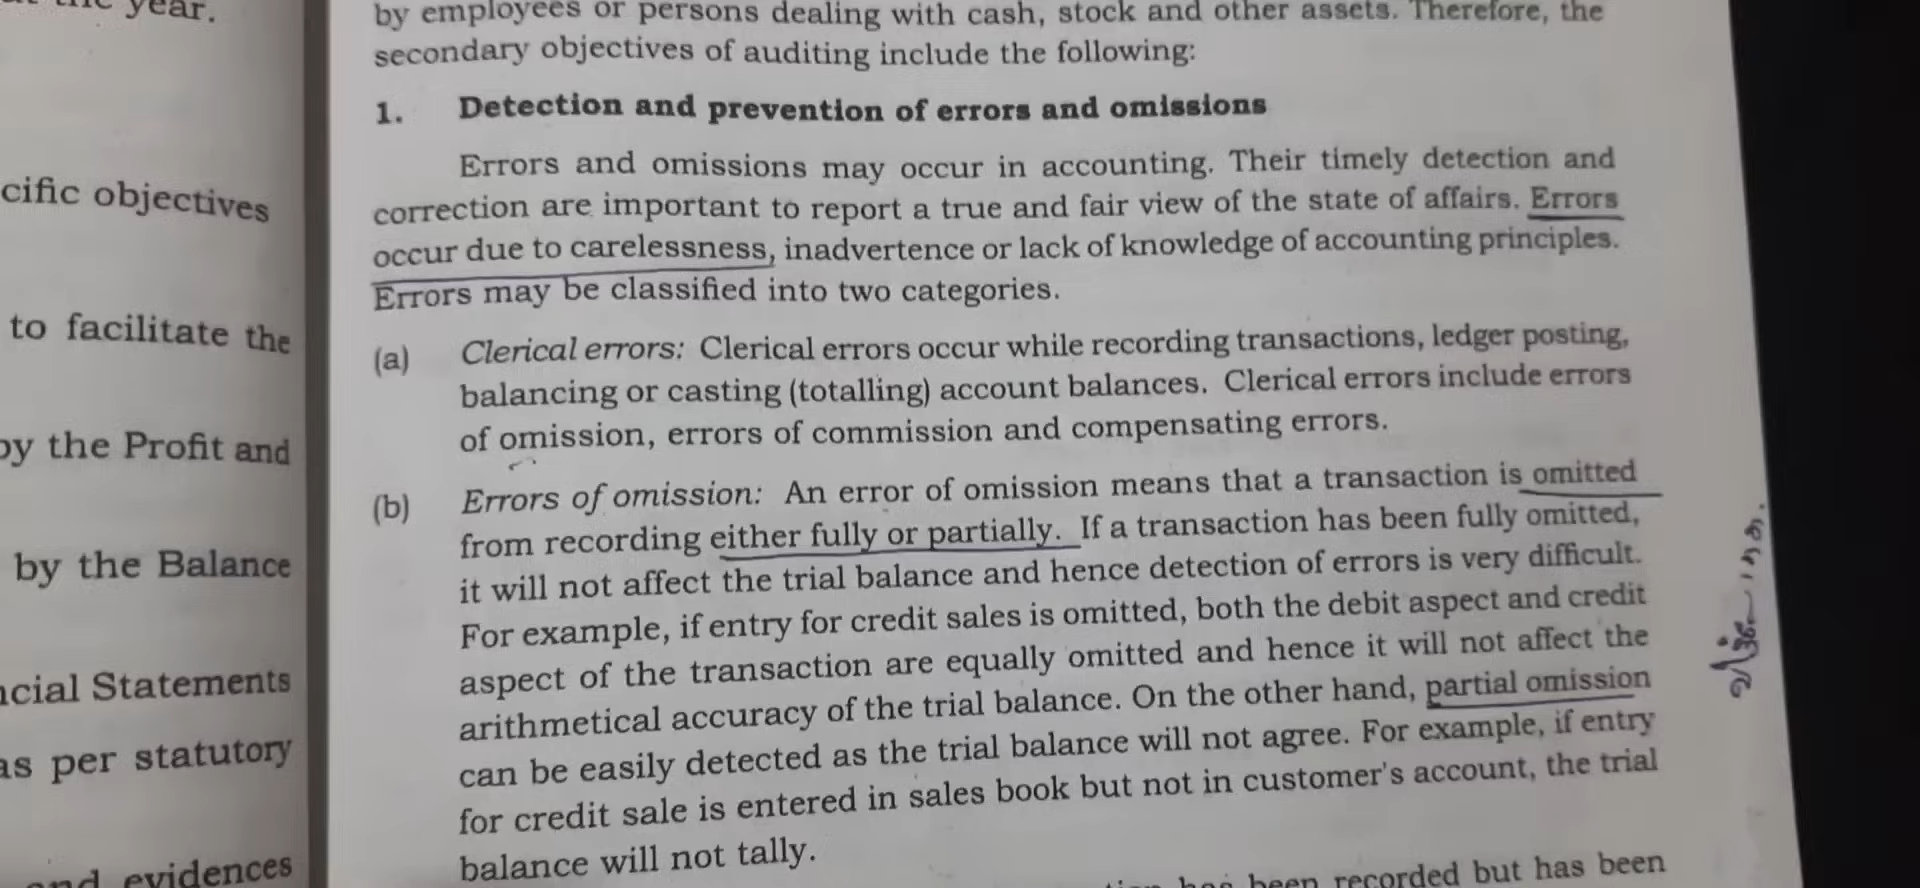 year.
cific objectives
to facilitate the
by the Profit and
by the Balance
ncial Statements
as per statutory
and evidences
by employees or persons dealing with cash, stock and other assets. Therefore, the
secondary objectives of auditing include the following:
1. Detection and prevention of errors and omissions
Errors and omissions may occur in accounting. Their timely detection and
correction are important to report a true and fair view of the state of affairs. Errors
occur due to carelessness, inadvertence or lack of knowledge of accounting principles.
Errors may be classified into two categories.
(a) Clerical errors: Clerical errors occur while recording transactions, ledger posting,
balancing or casting (totalling) account balances. Clerical errors include errors
of omission, errors of commission and compensating errors.
(b) Errors of omission: An error of omission means that a transaction is omitted
from recording either fully or partially. If a transaction has been fully omitted,
it will not affect the trial balance and hence detection of errors is very difficult.
For example, if entry for credit sales is omitted, both the debit aspect and credit
aspect of the transaction are equally omitted and hence it will not affect the
arithmetical accuracy of the trial balance. On the other hand, partial omission
can be easily detected as the trial balance will not agree. For example, if entry
for credit sale is entered in sales book but not in customer's account, the trial
balance will not tally.
been recorded but has been